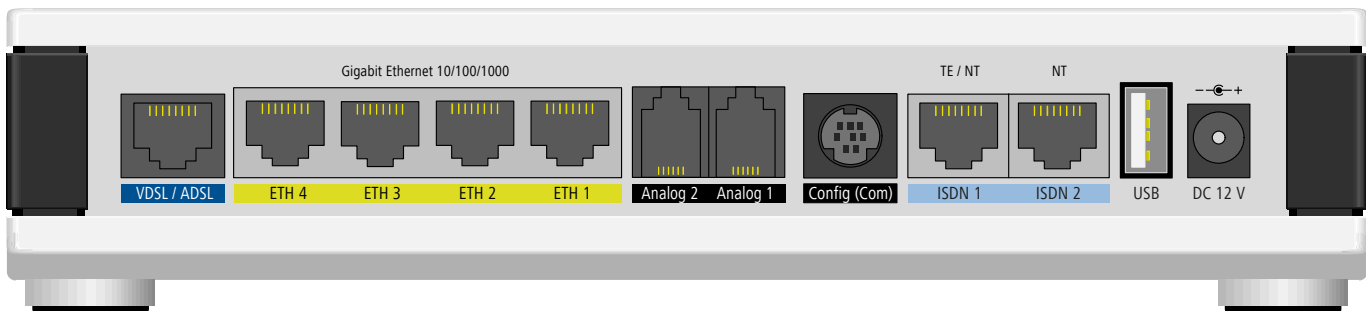 Gigabit Ethernet 10/100/1000
TE / NT
NT
VDSL / ADSL
ETH 4
ETH 3
ETH 2
ETH 1
Analog 2
Analog 1
Config (Com)
ISDN 1
ISDN 2
USB
DC 12 V